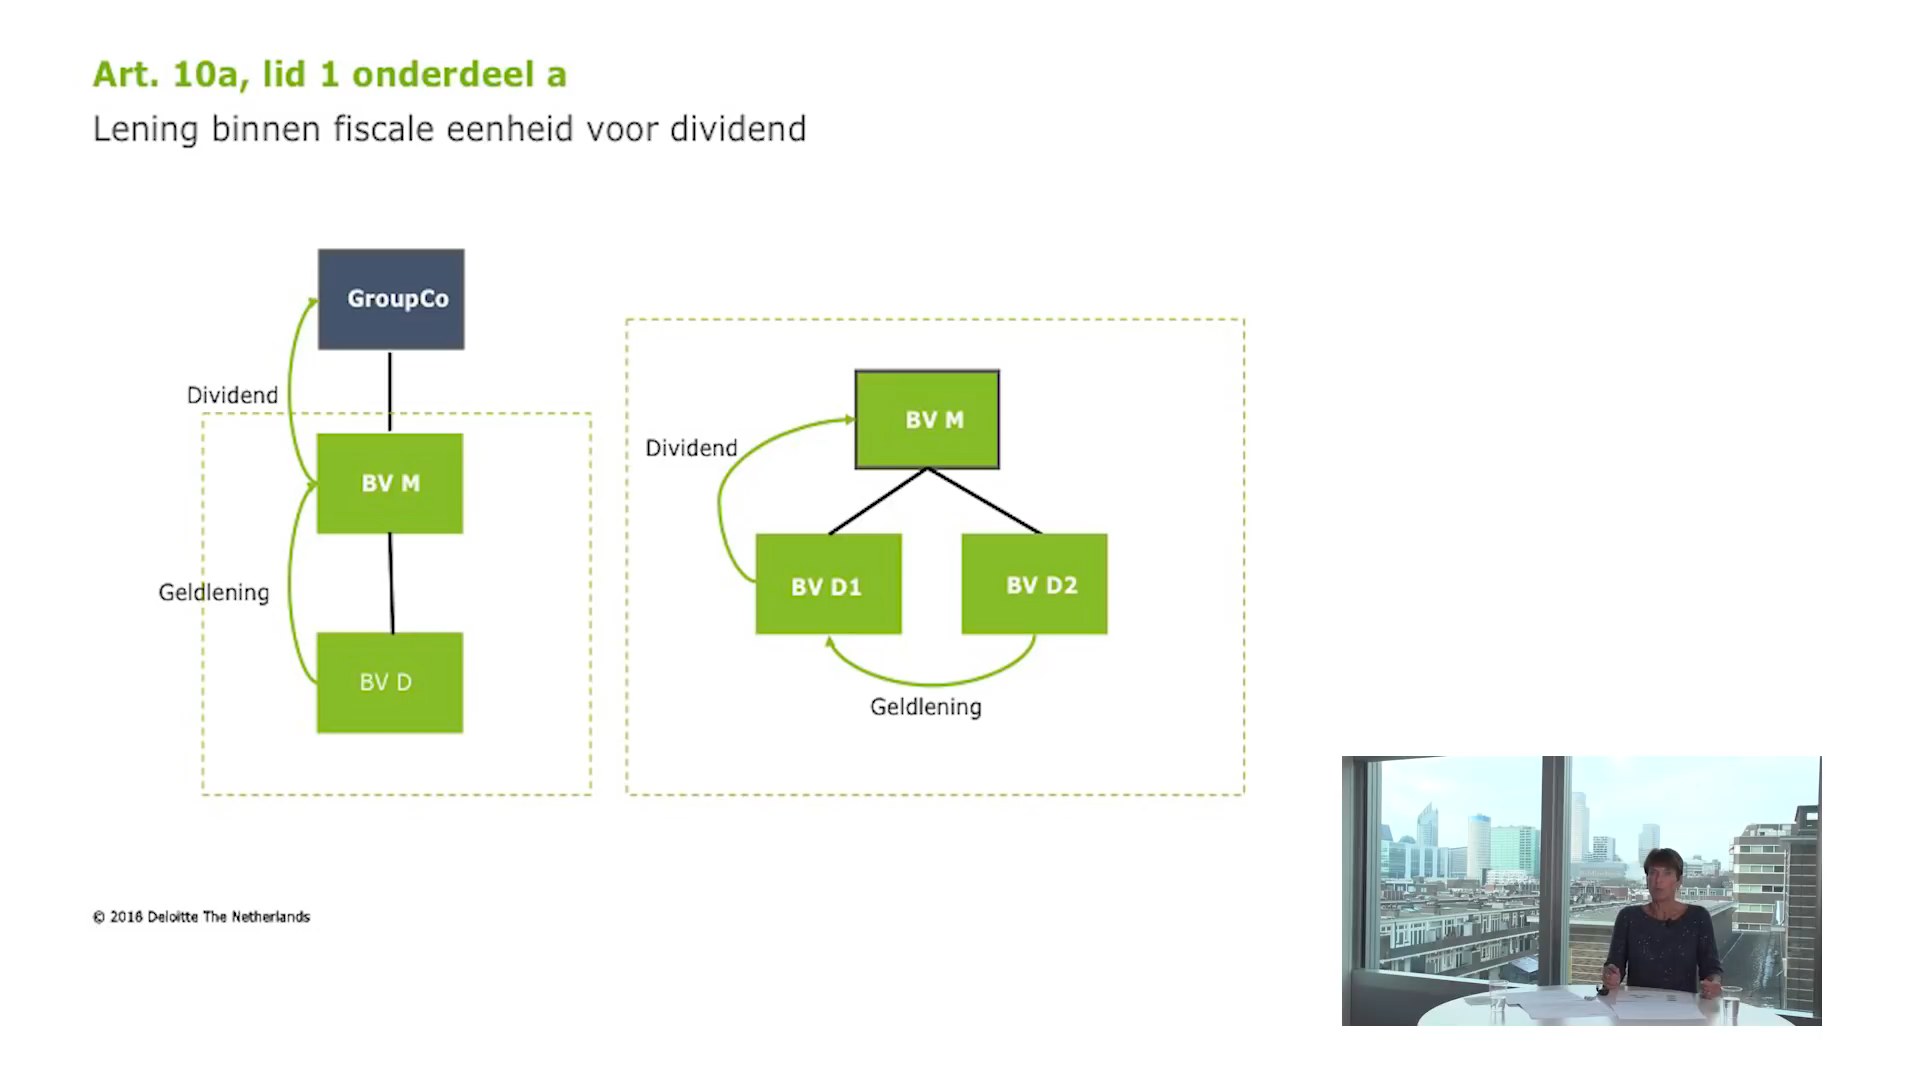 Art. 10a, lid 1 onderdeel a
Lening binnen fiscale eenheid voor dividend
GroupCo
Dividend
BV M
Geldlening
BV D
BV M
Dividend
BV D1
BV D2
Geldlening
© 2016 Deloitte The Netherlands